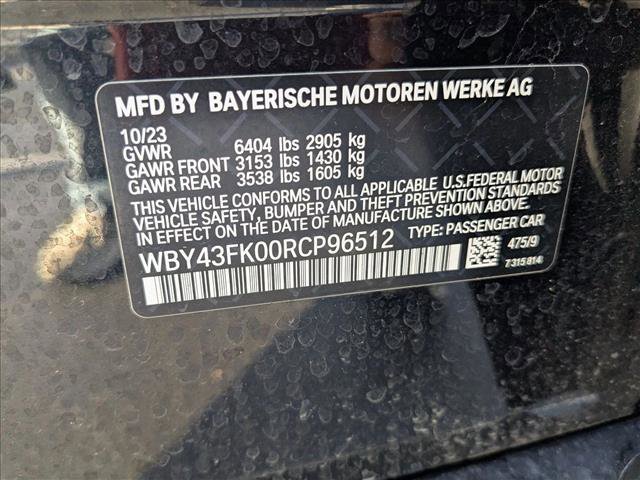 MFD BY BAYERISCHE MOTOREN WERKE AG
10/23
GVWR 6404 lbs 2905 kg
GAWR FRONT 3153 lbs 1430 kg
GAWR REAR 3538 lbs 1605 kg
THIS VEHICLE CONFORMS TO ALL APPLICABLE U.S.FEDERAL MOTOR
VEHICLE SAFETY, BUMPER AND THEFT PREVENTION STANDARDS
IN EFFECT ON THE DATE OF MANUFACTURE SHOWN ABOVE.
WBY43FK00RCP96512 TYPE: PASSENGER CAR
475/9
7315814